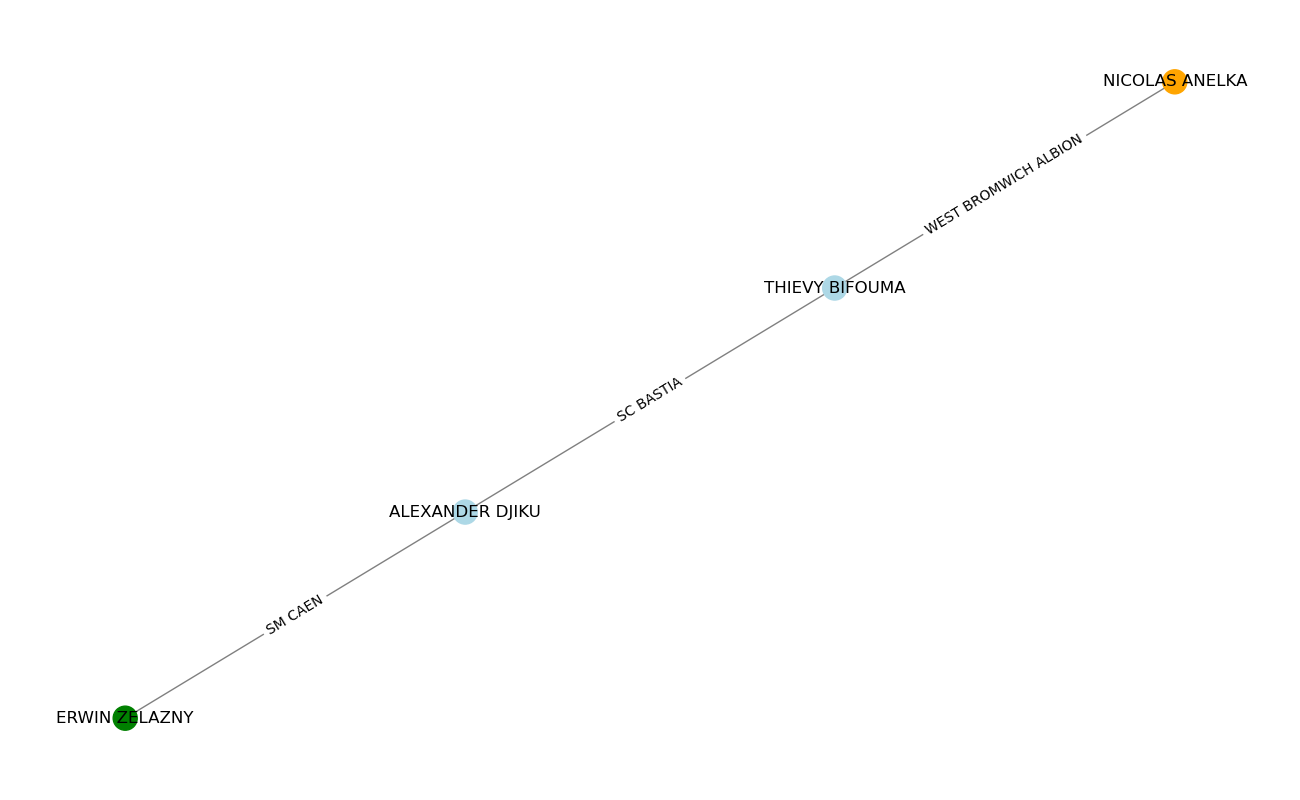 NICOLAS ANELKA
WEST BROMWICH ALBION
THIEVY BIFOUMA
SC BASTIA
ALEXANDER DJIKU
SM CAEN
ERWIN ZELAZNY